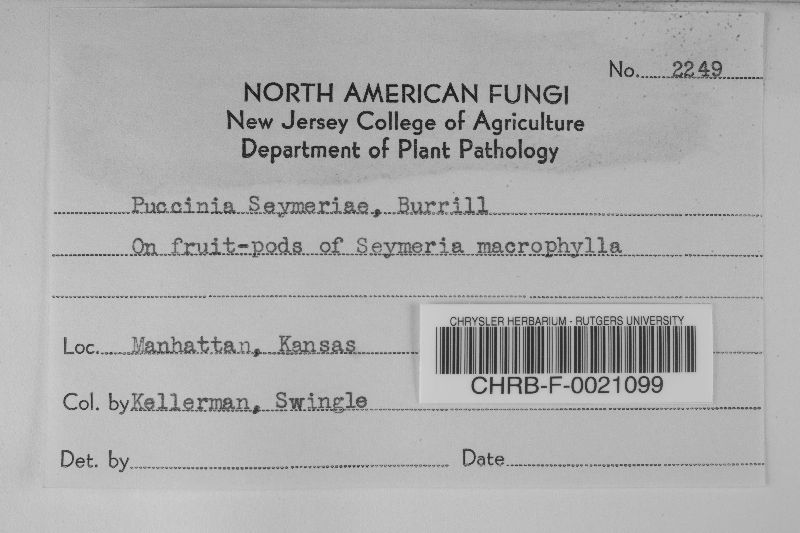 No. 2249
NORTH AMERICAN FUNGI
New Jersey College of Agriculture
Department of Plant Pathology
Puccinia Seymeriae, Burrill
On fruit-pods of Seymeria macrophylla
Loc. Manhattan, Kansas
CHRYSLER HERBARIUM - RUTGERS UNIVERSITY
CHRB-F-0021099
Col. by Kellerman, Swingle
Det. by Date